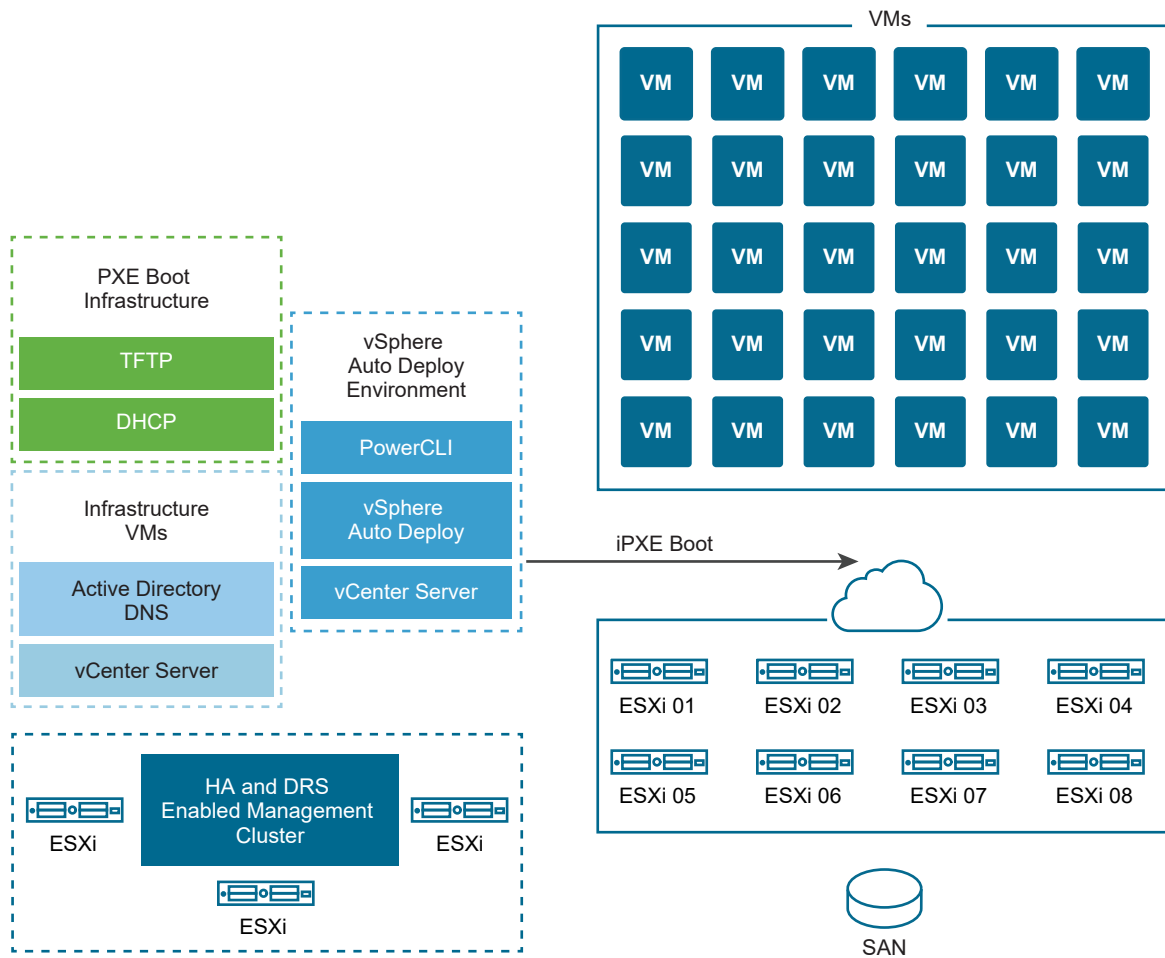 VMs
VM VM VM VM VM VM
VM VM VM VM VM VM
VM VM VM VM VM VM
VM VM VM VM VM VM
VM VM VM VM VM VM
PXE Boot
Infrastructure
TFTP
DHCP
Infrastructure
VMs
Active Directory
DNS
vCenter Server
vSphere
Auto Deploy
Environment
PowerCLI
vSphere
Auto Deploy
vCenter Server
iPXE Boot
ESXi 01 ESXi 02 ESXi 03 ESXi 04
ESXi 05 ESXi 06 ESXi 07 ESXi 08
HA and DRS
Enabled Management
Cluster
ESXi
ESXi
ESXi
SAN